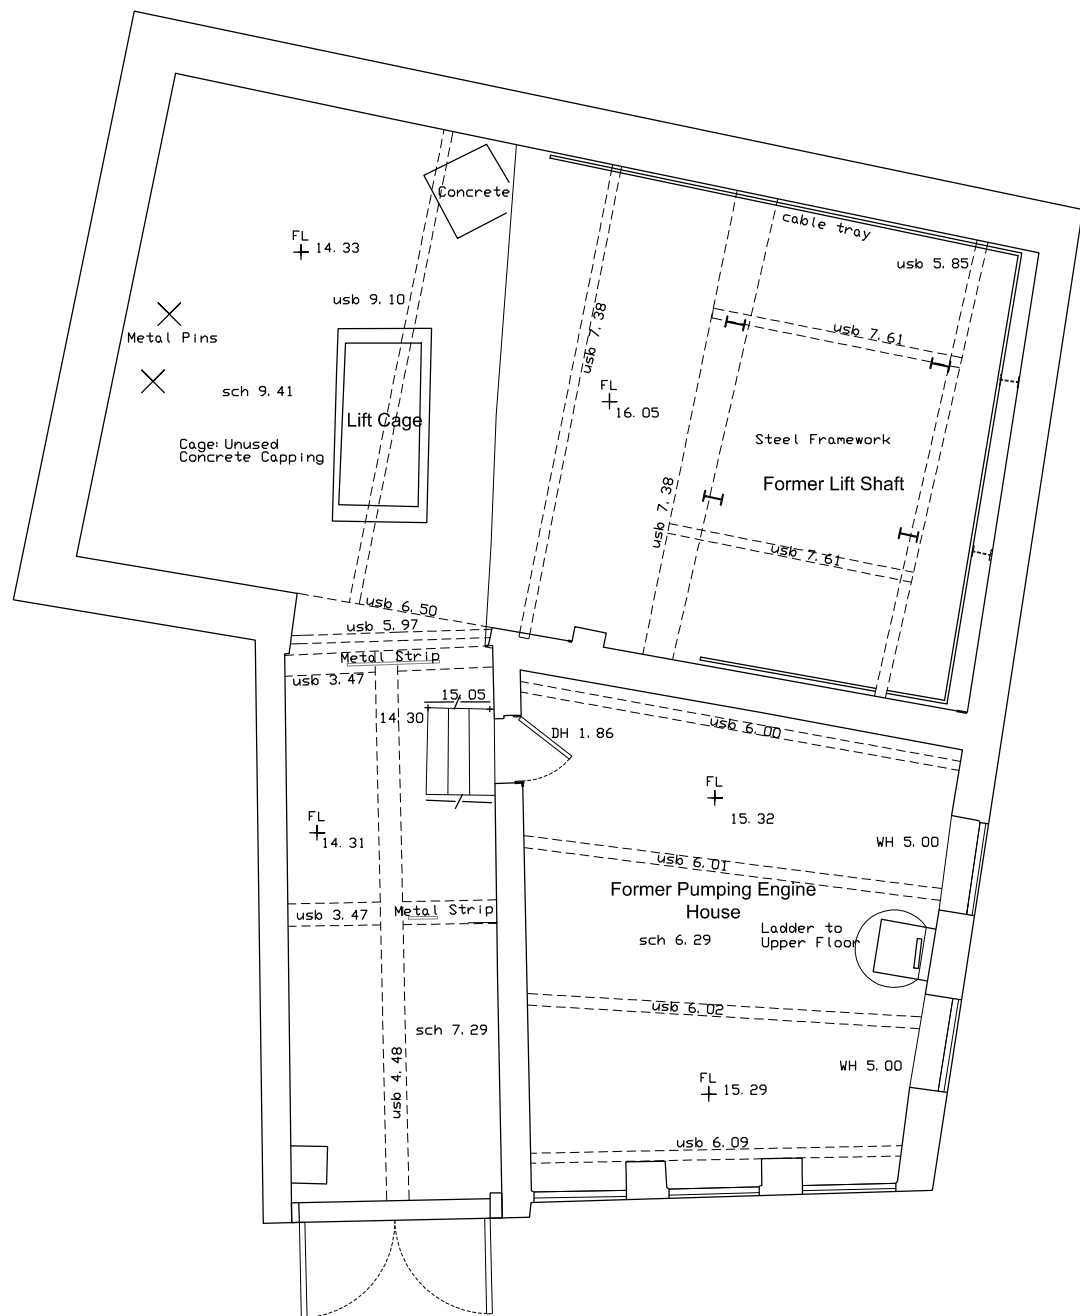 Concrete
FL
14.33
cable tray
usb 5.85
usb 9.10
usb 7.38
usb 7.61
Metal Pins
FL
16.05
sch 9.41
Lift Cage
Cage: Unused
Concrete Capping
Steel Framework
Former Lift Shaft
usb 7.38
usb 7.61
usb 6.50
usb 5.97
Metal Strip
usb 3.47
15.05
14.30
usb 6.00
DH 1.86
FL
15.32
FL
14.31
WH 5.00
usb 6.01
Former Pumping Engine
House
usb 3.47
Metal Strip
Ladder to
Upper Floor
sch 6.29
usb 6.02
sch 7.29
usb 4.48
WH 5.00
FL
15.29
usb 6.09